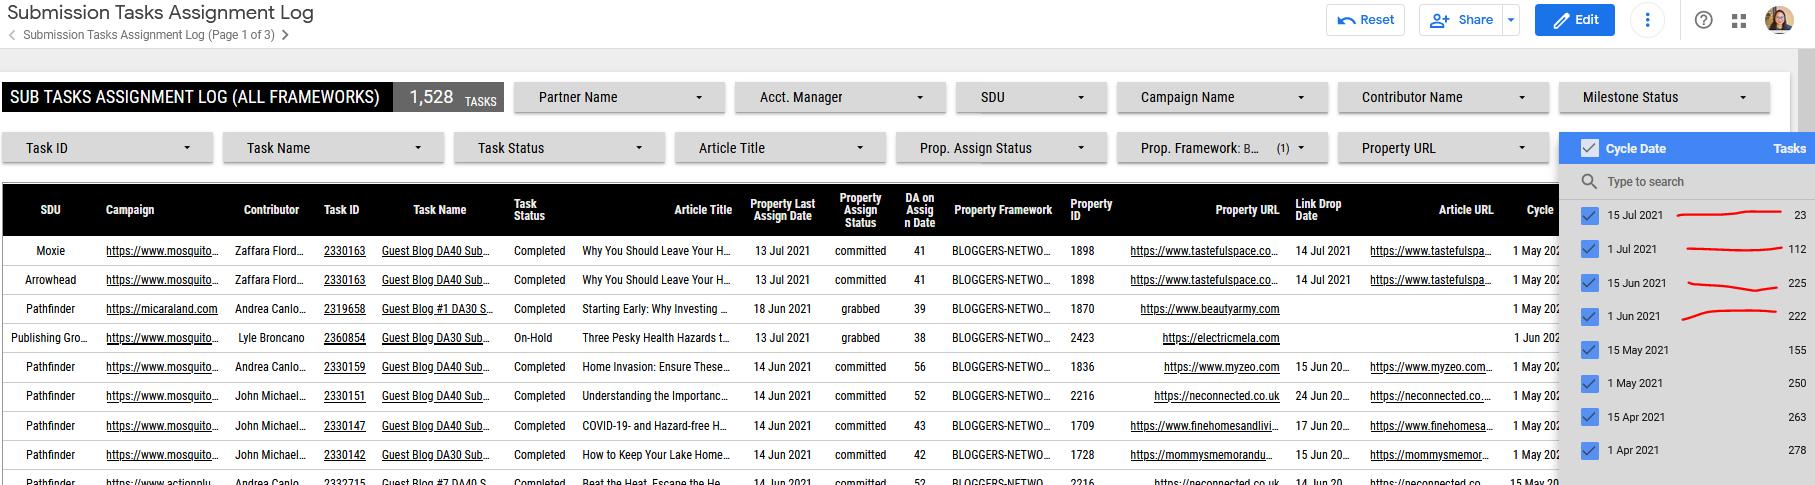 Submission Tasks Assignment Log
Submission Tasks Assignment Log (Page 1 of 3)
Reset
Share
Edit
SUB TASKS ASSIGNMENT LOG (ALL FRAMEWORKS) 1,528 TASKS
Partner Name
Acct. Manager
SDU
Campaign Name
Contributor Name
Milestone Status
Task ID
Task Name
Task Status
Article Title
Prop. Assign Status
Prop. Framework: B... (1)
Property URL
Cycle Date Tasks
Type to search
15 Jul 2021 23
1 Jul 2021 112
15 Jun 2021 225
1 Jun 2021 222
15 May 2021 155
1 May 2021 250
15 Apr 2021 263
1 Apr 2021 278
SDU Campaign Contributor Task ID Task Name Task Status Article Title Property Last Assign Date Property Assign Status DA on Assig n Date Property Framework Property ID Property URL Link Drop Date Article URL Cycle
Moxie https://www.mosquito... Zaffara Flord... 2330163 Guest Blog DA40 Sub... Completed Why You Should Leave Your H... 13 Jul 2021 committed 41 BLOGGERS-NETWO... 1898 https://www.tastefulspace.co... 14 Jul 2021 https://www.tastefulspa... 1 May 202
Arrowhead https://www.mosquito... Zaffara Flord... 2330163 Guest Blog DA40 Sub... Completed Why You Should Leave Your H... 13 Jul 2021 committed 41 BLOGGERS-NETWO... 1898 https://www.tastefulspace.co... 14 Jul 2021 https://www.tastefulspa... 1 May 202
Pathfinder https://micaraland.com Andrea Canlo... 2319658 Guest Blog #1 DA30 S... Completed Starting Early: Why Investing ... 18 Jun 2021 grabbed 39 BLOGGERS-NETWO... 1870 https://www.beautyarmy.com 1 May 202
Publishing Gro... https://www.mosquito... Lyle Broncano 2360854 Guest Blog DA30 Sub... On-Hold Three Pesky Health Hazards t... 13 Jul 2021 grabbed 38 BLOGGERS-NETWO... 2423 https://electricmela.com 1 Jun 202
Pathfinder https://www.mosquito... Andrea Canlo... 2330159 Guest Blog DA40 Sub... Completed Home Invasion: Ensure These... 14 Jun 2021 committed 56 BLOGGERS-NETWO... 1836 https://www.myzeo.com 15 Jun 20... https://www.myzeo.com... 1 May 202
Pathfinder https://www.mosquito... John Michael... 2330151 Guest Blog DA40 Sub... Completed Understanding the Importanc... 14 Jun 2021 committed 52 BLOGGERS-NETWO... 2216 https://neconnected.co.uk 24 Jun 20... https://neconnected.co.... 1 May 202
Pathfinder https://www.mosquito... John Michael... 2330147 Guest Blog DA40 Sub... Completed COVID-19- and Hazard-free H... 14 Jun 2021 committed 43 BLOGGERS-NETWO... 1709 https://www.finehomesandlivi... 17 Jun 20... https://www.finehomesa... 1 May 202
Pathfinder https://www.mosquito... John Michael... 2330142 Guest Blog DA30 Sub... Completed How to Keep Your Lake Home... 14 Jun 2021 committed 42 BLOGGERS-NETWO... 1728 https://mommysmemorandu... 15 Jun 20... https://mommysmemor... 1 May 202
Pathfinder https://www.actionplu... Andrea Canlo... 2332715 Guest Blog #7 DA40 S... Completed Beat the Heat, Escape the He... 14 Jun 2021 committed 52 BLOGGERS-NETWO... 2216 https://neconnected.co.uk 14 Jun 20... https://neconnected.co.... 15 May 202